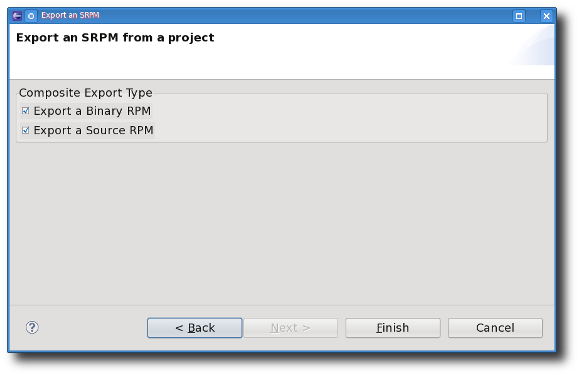 Export an SRPM
Export an SRPM from a project
Composite Export Type
Export a Binary RPM
Export a Source RPM
?
< Back
Next >
Finish
Cancel